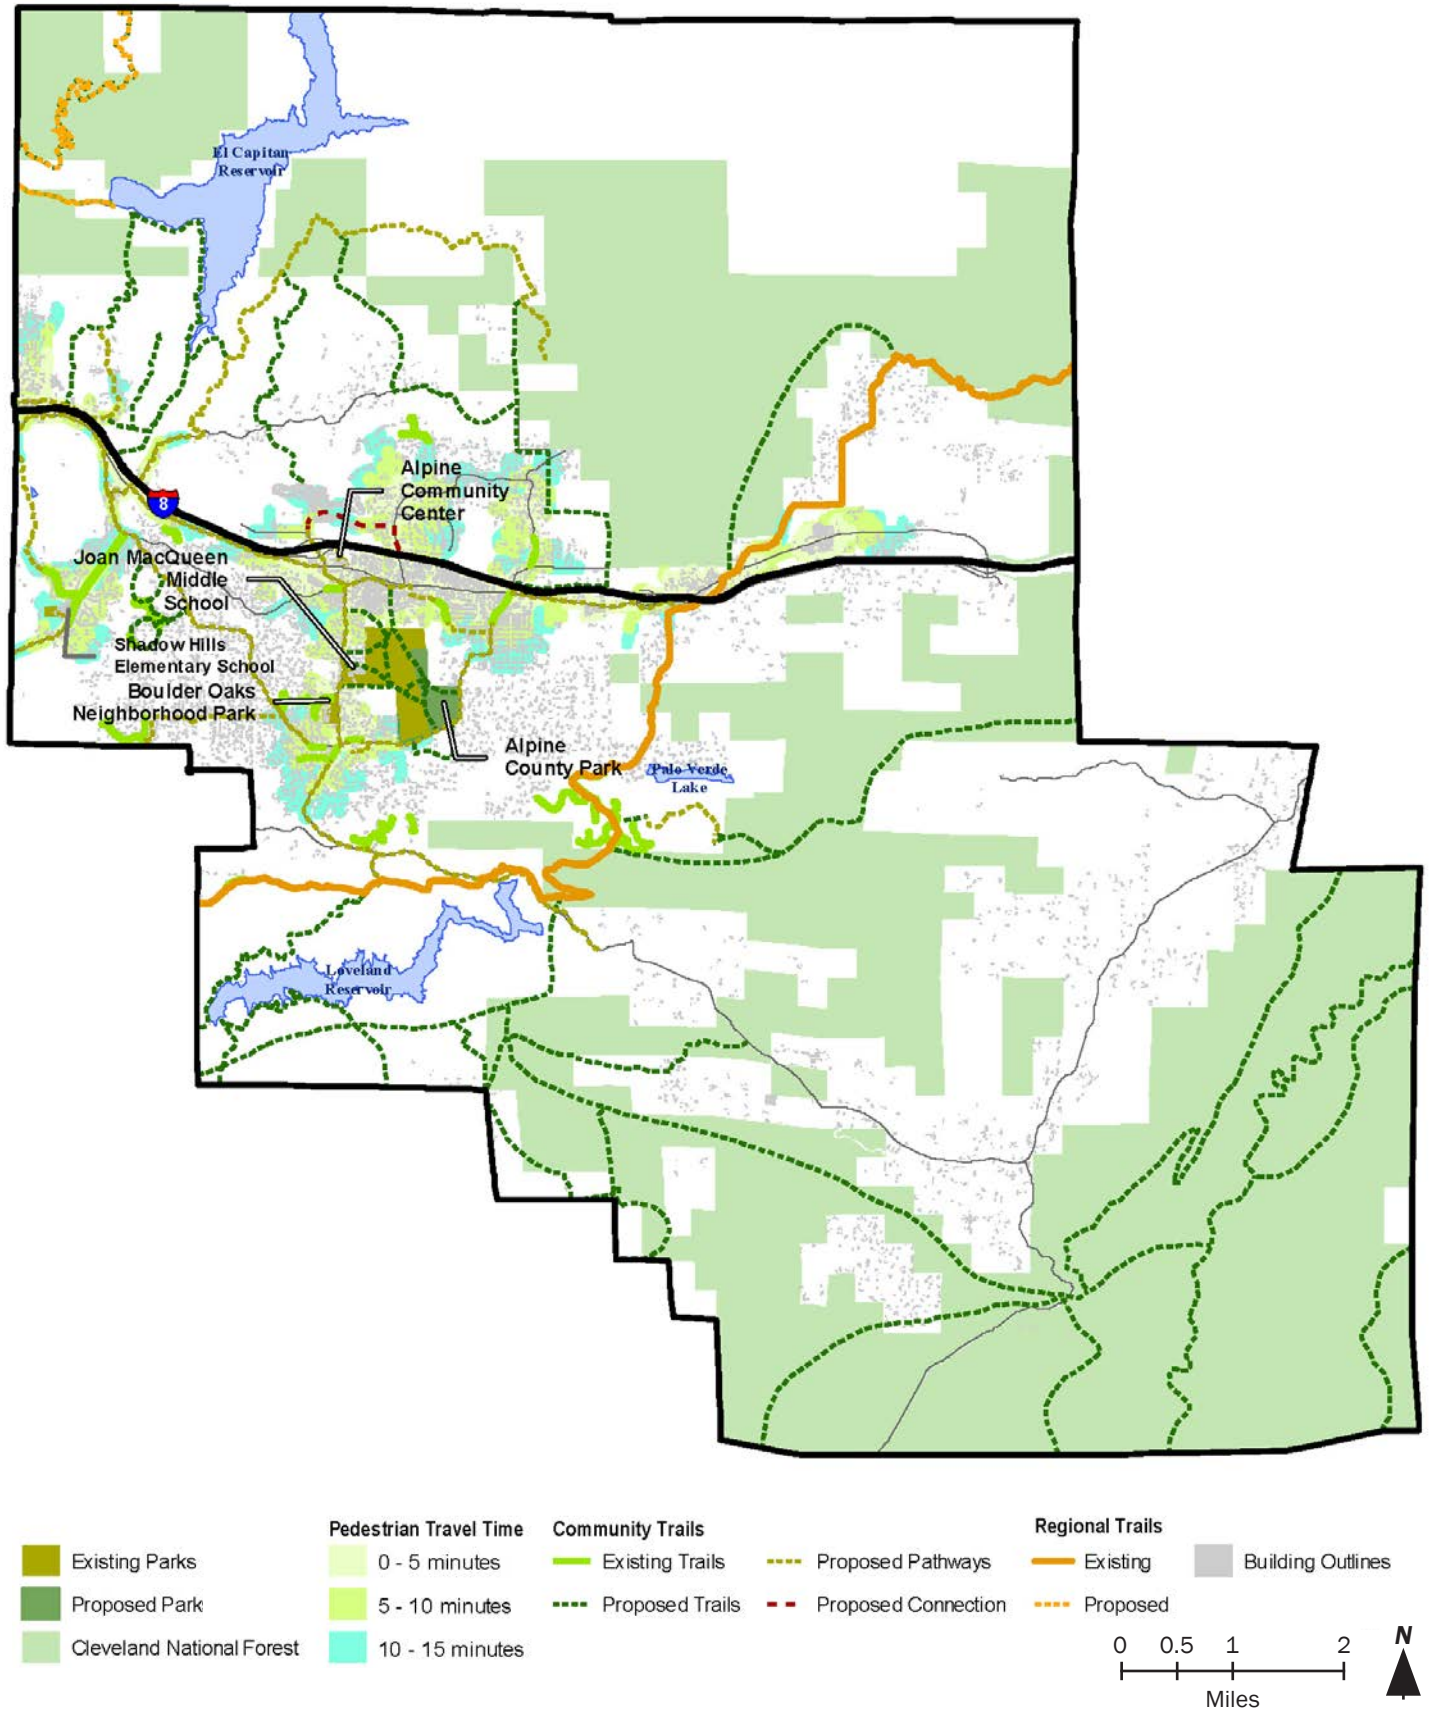 El Capitan
Reservoir
Alpine
Community
Center
8
Joan MacQueen
Middle
School
Shadow Hills
Elementary School
Boulder Oaks
Neighborhood Park
Alpine
County Park
Palo Verde
Lake
Loveland
Reservoir
Pedestrian Travel Time
Community Trails
Regional Trails
Existing Parks
0 - 5 minutes
Existing Trails
Proposed Pathways
Existing
Building Outlines
Proposed Park
5 - 10 minutes
Proposed Trails
Proposed Connection
Proposed
Cleveland National Forest
10 - 15 minutes
0 0.5 1 2
Miles
N